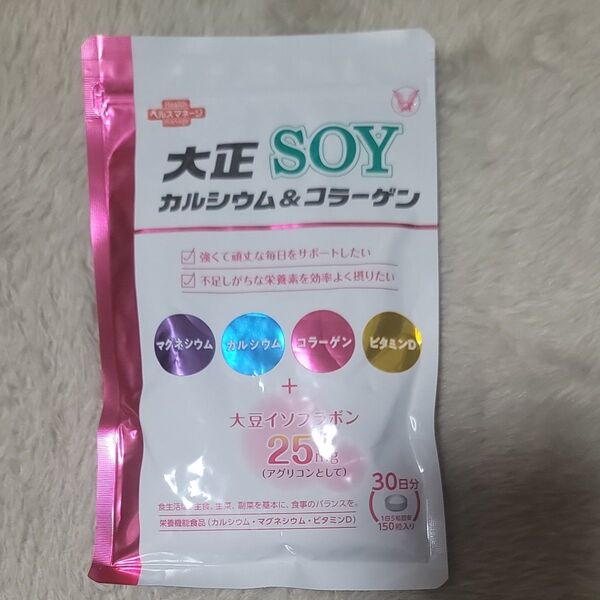 Health
ヘルスマネージ
大正 SOY
カルシウム&コラーゲン
強くて頑丈な毎日をサポートしたい
不足しがちな栄養素を効率よく摂りたい
マグネシウム カルシウム コラーゲン ビタミンD
+
大豆イソフラボン
25mg
(アグリコンとして)
30日分
1日5粒目安
150粒入り
食生活は、主食、主菜、副菜を基本に、食事のバランスを。
栄養機能食品(カルシウム・マグネシウム・ビタミンD)